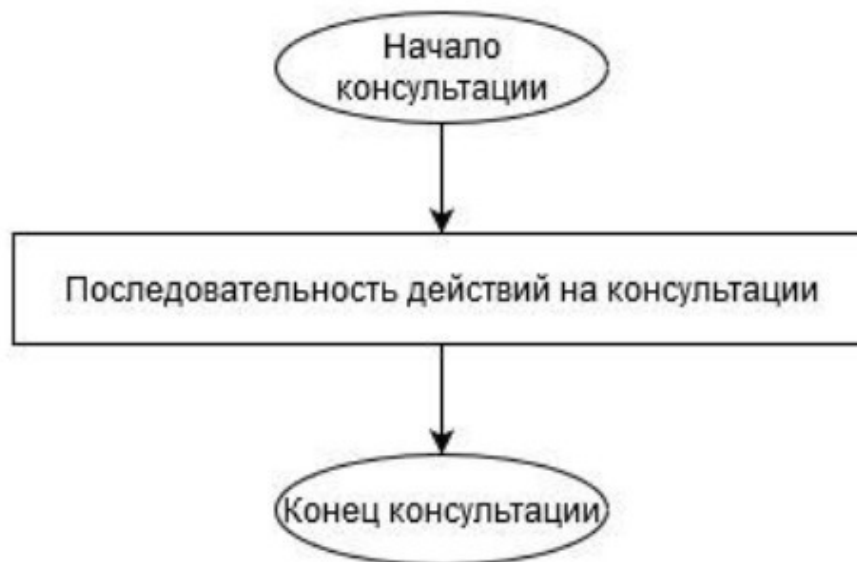 Начало
консультации
Последовательность действий на консультации
Конец консультации